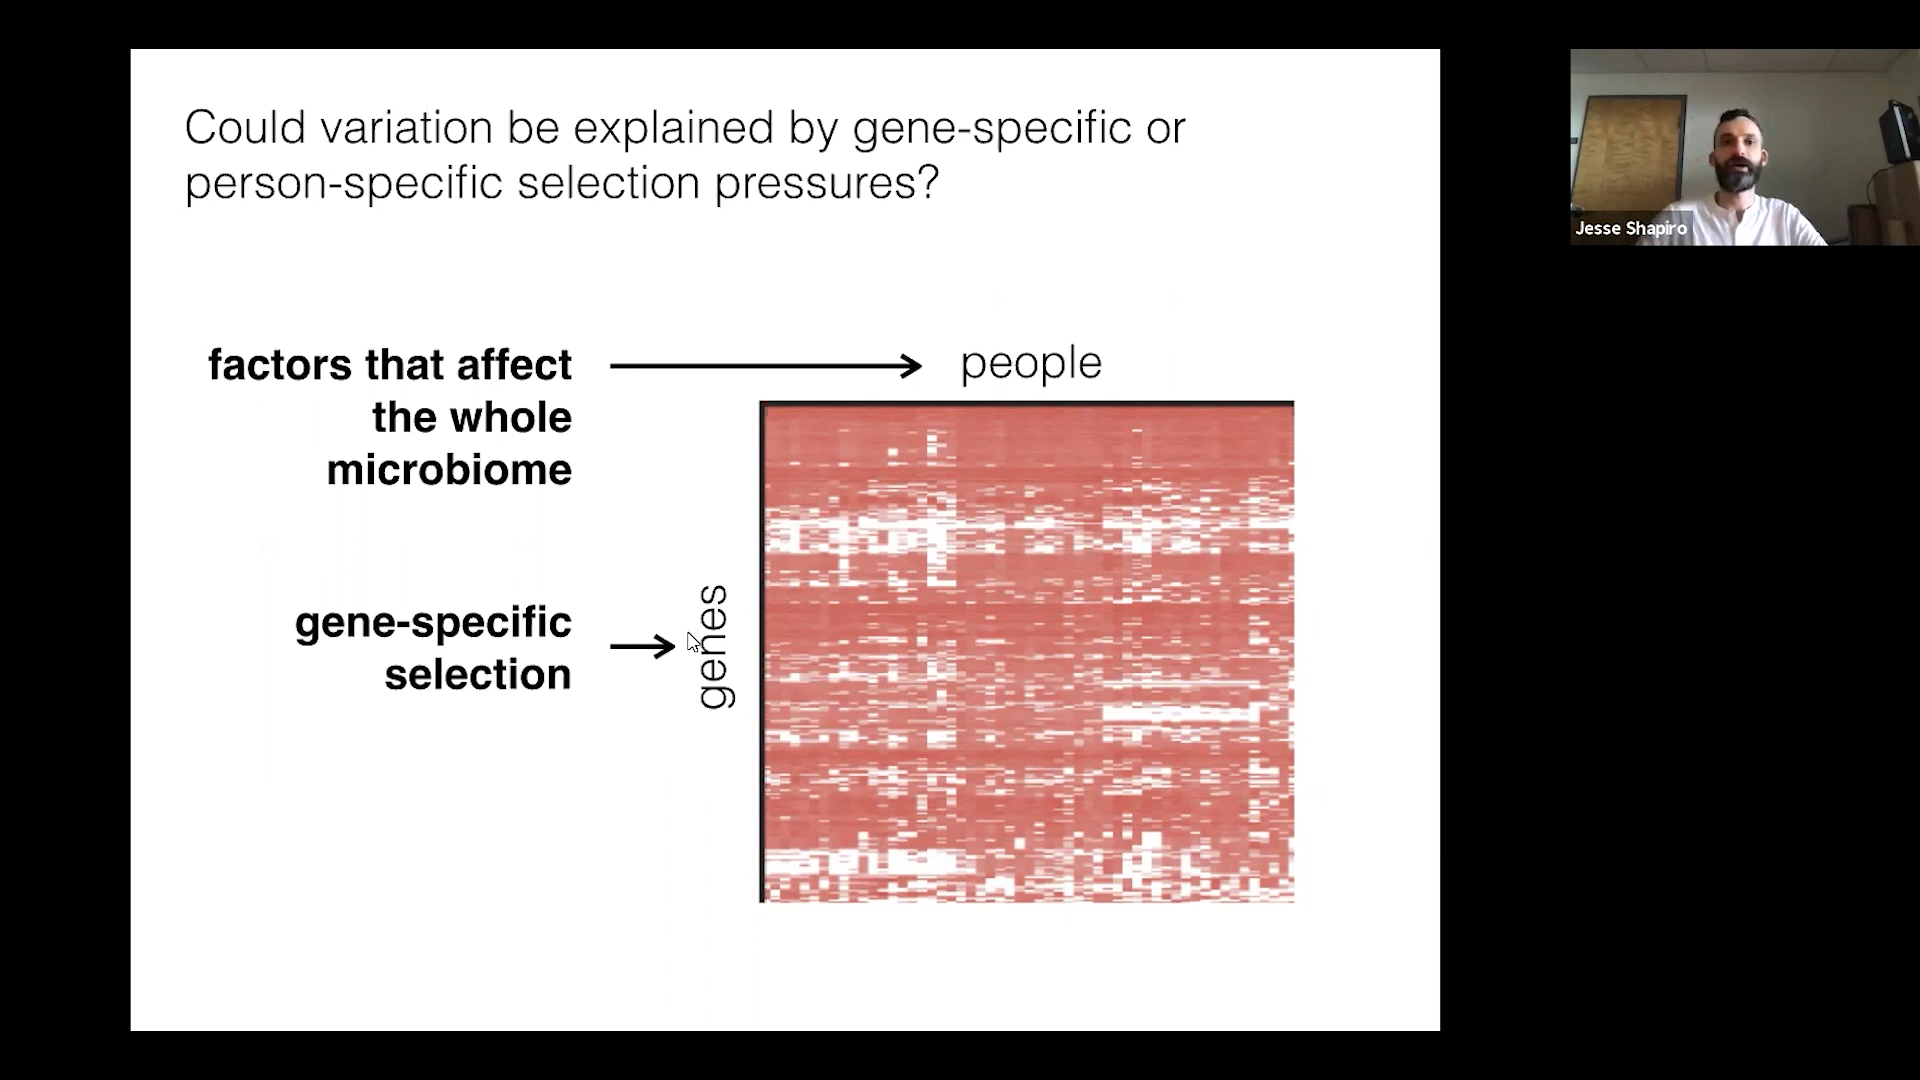 Could variation be explained by gene-specific or
person-specific selection pressures?
factors that affect
the whole
microbiome
people
gene-specific
selection
genes
Jesse Shapiro